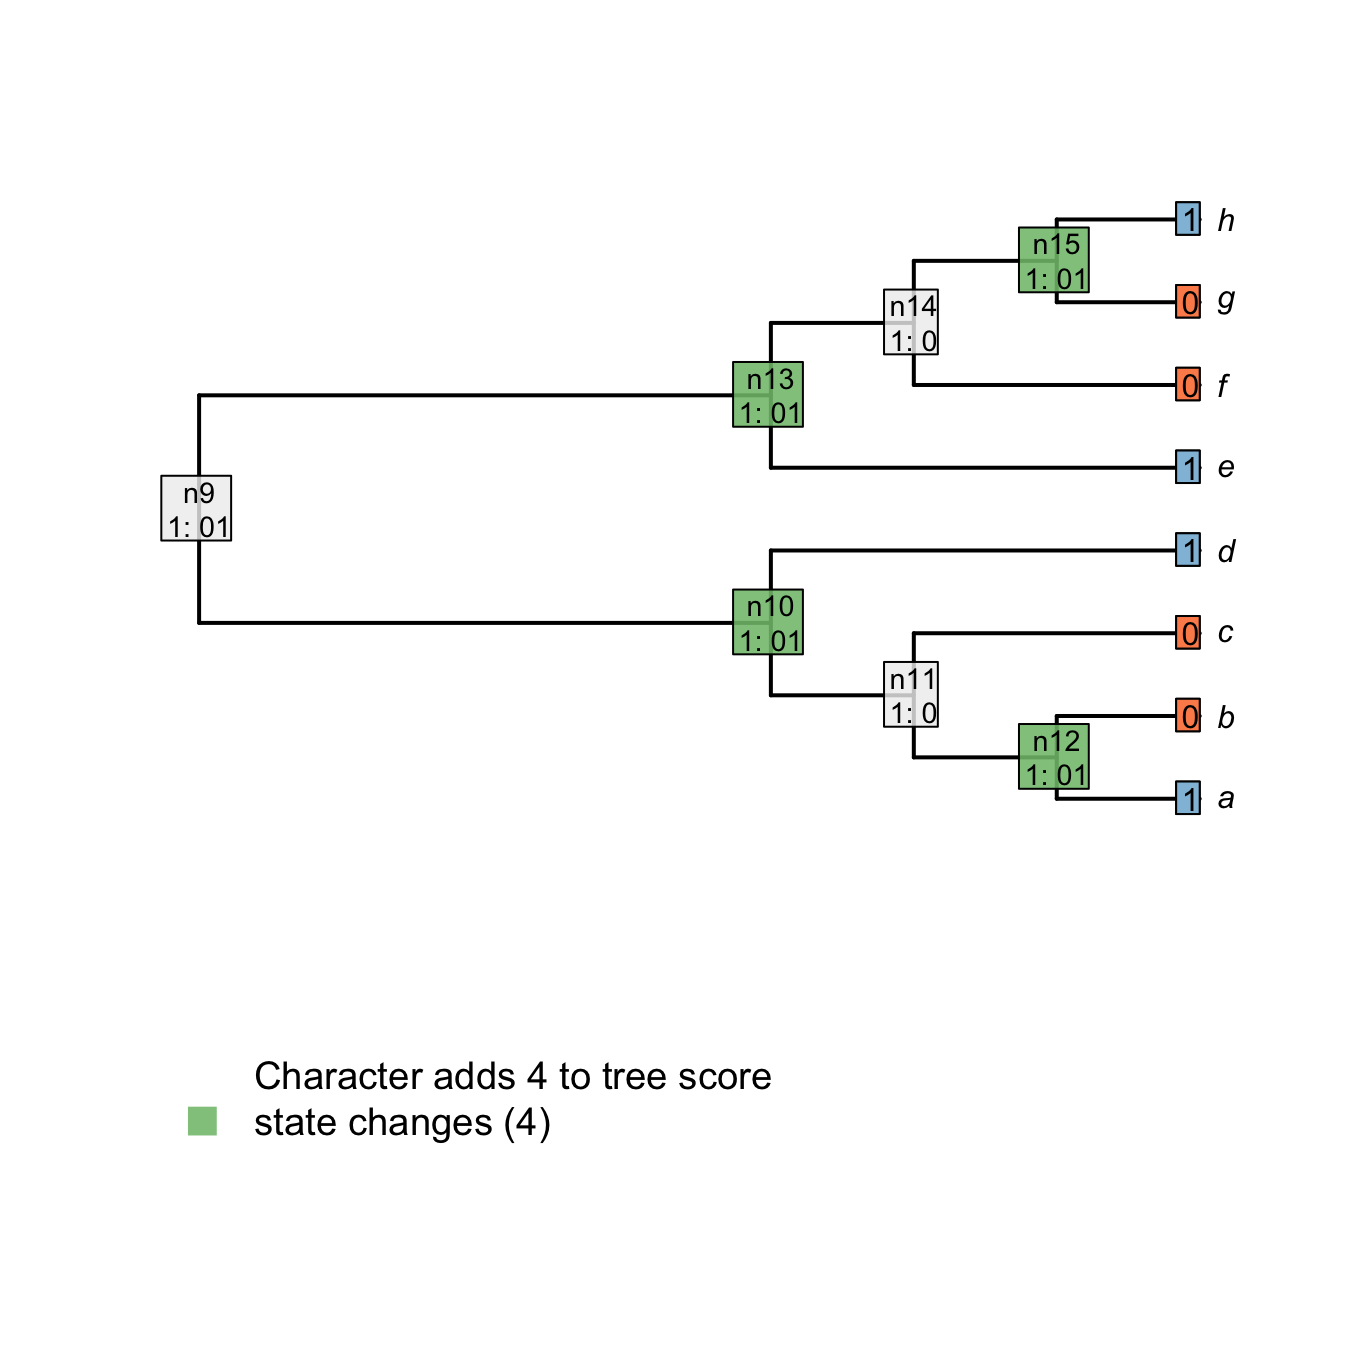 1 h
n15
1: 01
0 g
n14
1: 0
0 f
n13
1: 01
1 e
n9
1: 01
1 d
n10
1: 01
0 c
n11
1: 0
0 b
n12
1: 01
1 a
Character adds 4 to tree score
state changes (4)